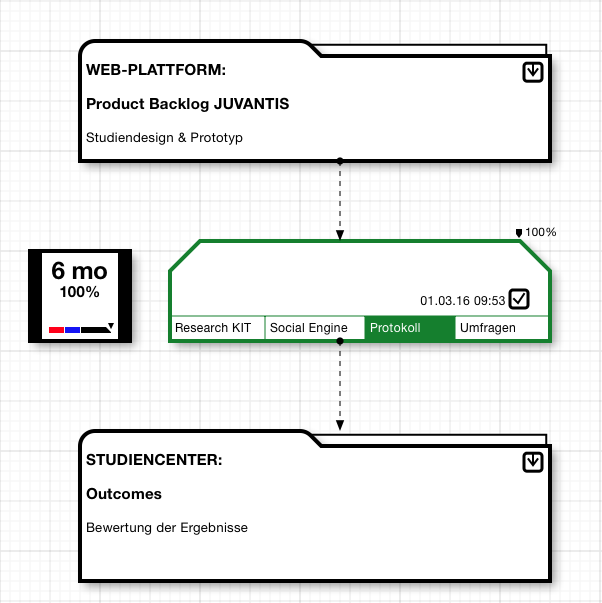 WEB-PLATTFORM:
Product Backlog JUVANTIS
Studiendesign & Prototyp
100%
6 mo
100%
01.03.16 09:53
Research KIT
Social Engine
Protokoll
Umfragen
STUDIENCENTER:
Outcomes
Bewertung der Ergebnisse